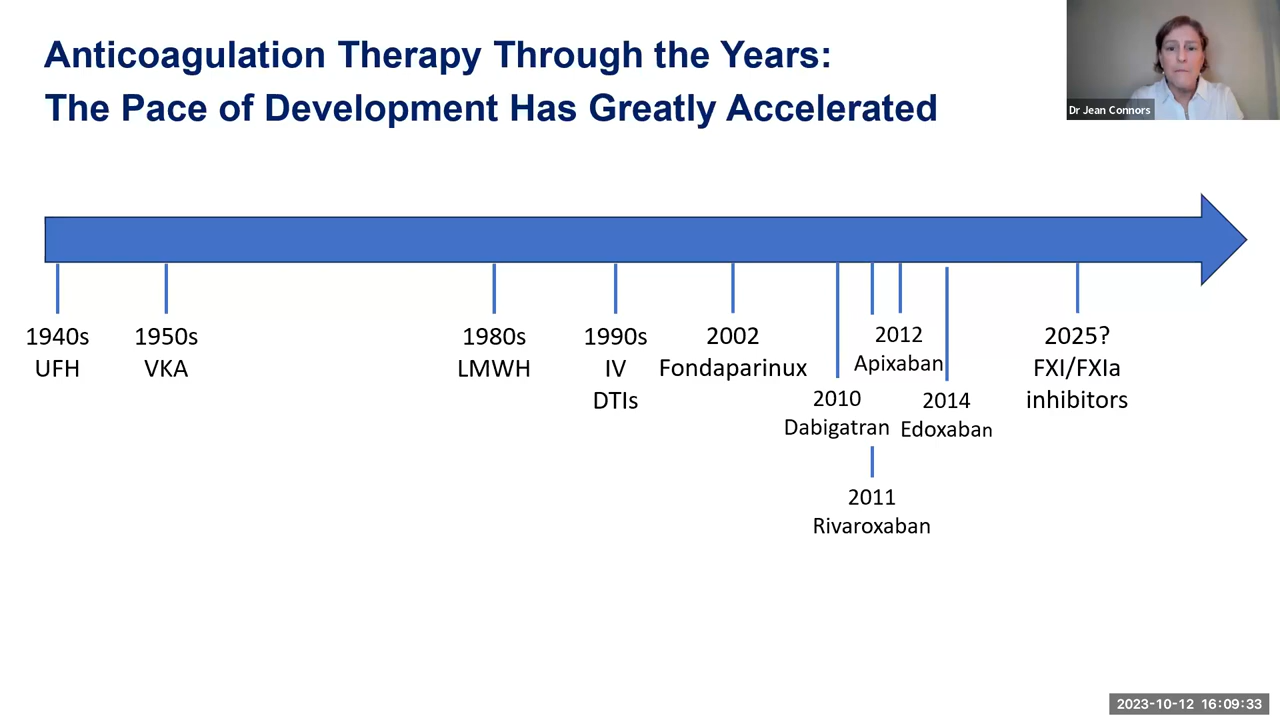 Anticoagulation Therapy Through the Years:
The Pace of Development Has Greatly Accelerated
Dr Jean Connors
1940s
UFH
1950s
VKA
1980s
LMWH
1990s
IV
DTIs
2002
Fondaparinux
2010
Dabigatran
2011
Rivaroxaban
2012
Apixaban
2014
Edoxaban
2025?
FXI/FXIa
inhibitors
2023-10-12 16:09:33